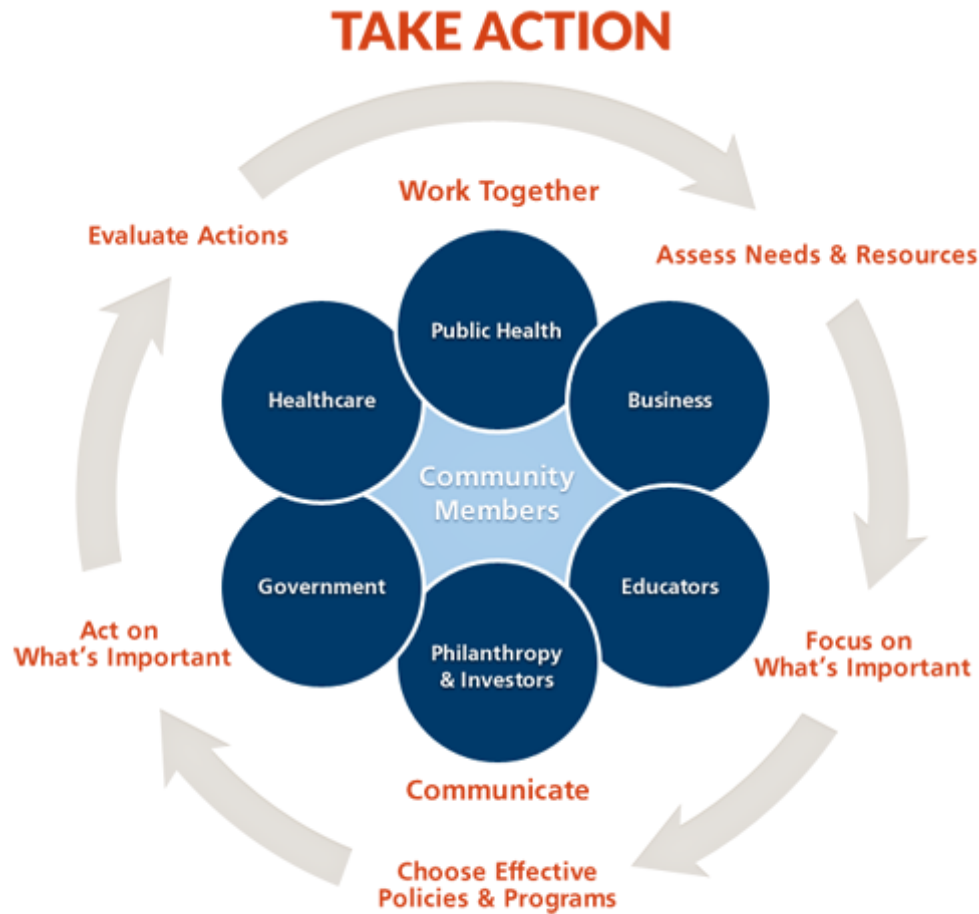 TAKE ACTION
Work Together
Evaluate Actions
Assess Needs & Resources
Public Health
Healthcare
Business
Community
Members
Government
Educators
Philanthropy
& Investors
Act on
What's Important
Focus on
What's Important
Communicate
Choose Effective
Policies & Programs